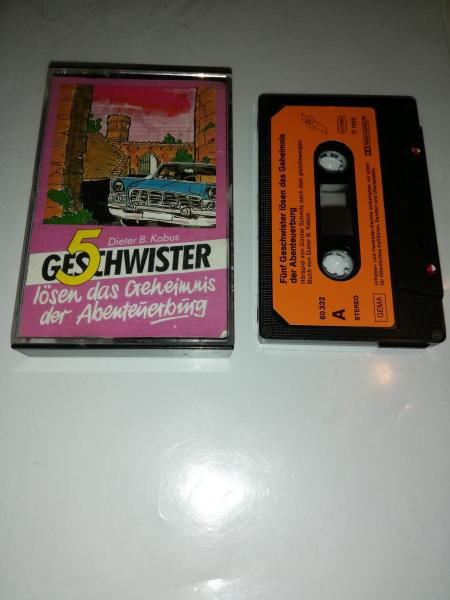 Dieter B. Kabus
5
GESCHWISTER
lösen das Geheimnis
der Abenteuerburg
Fünf Geschwister lösen das Geheimnis
der Abenteuerburg
Hörspiel von Günter Schmitz nach dem gleichnamigen
Buch von Dieter B. Kabus
60 332
A
STEREO
GEMA